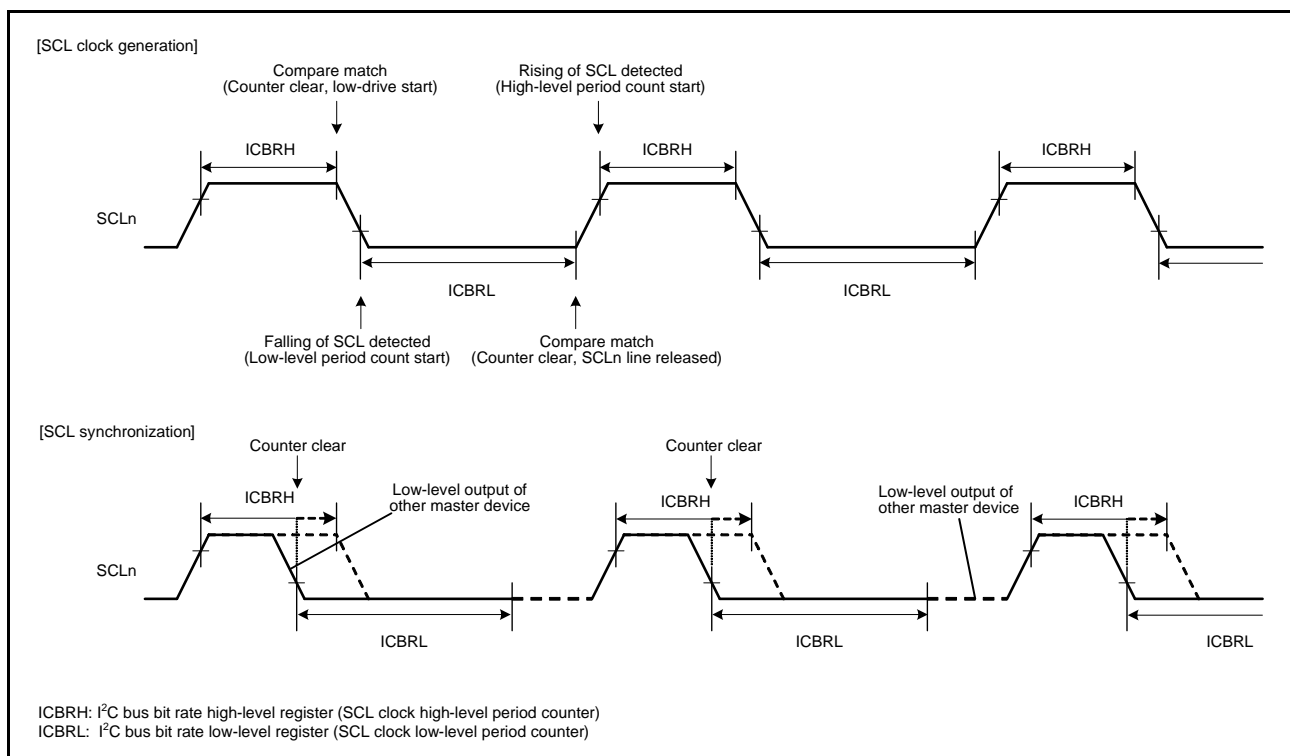 [SCL clock generation]
Compare match
(Counter clear, low-drive start)
Rising of SCL detected
(High-level period count start)
ICBRH
ICBRH
ICBRH
SCLn
ICBRL
ICBRL
Falling of SCL detected
(Low-level period count start)
Compare match
(Counter clear, SCLn line released)
[SCL synchronization]
Counter clear
Counter clear
ICBRH
Low-level output of
other master device
ICBRH
Low-level output of
other master device
ICBRH
SCLn
ICBRL
ICBRL
ICBRL
ICBRH: I²C bus bit rate high-level register (SCL clock high-level period counter)
ICBRL: I²C bus bit rate low-level register (SCL clock low-level period counter)